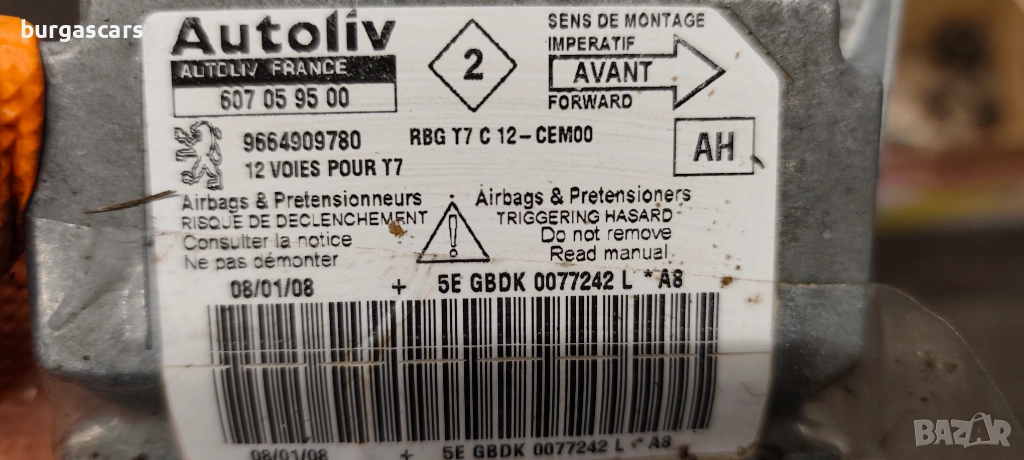 burgascars
Autoliv
AUTOLIV FRANCE
607 05 95 00
2
SENS DE MONTAGE
IMPERATIF
AVANT
FORWARD
9664909780
RBG T7 C 12-CEM00
12 VOIES POUR T7
AH
Airbags & Pretensionneurs
RISQUE DE DECLENCHEMENT
Consulter la notice
Ne pas démonter
!
Airbags & Pretensioners
TRIGGERING HASARD
Do not remove
Read manual
08/01/08 + 5E GBDK 0077242 L * A8
08/01/08 + 5E GBDK 0077242 L * A8
BAZAR